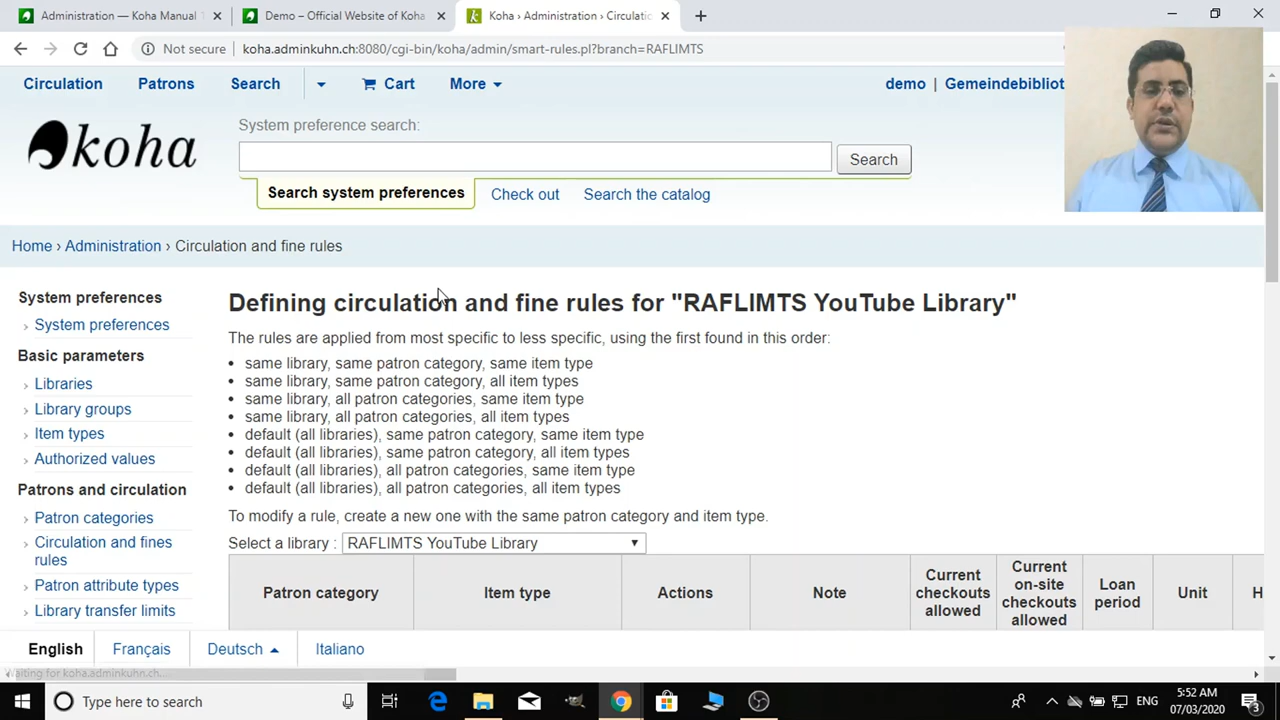 Administration — Koha Manual
Demo – Official Website of Koha
Koha › Administration › Circulatio
Not secure
koha.adminkuhn.ch:8080/cgi-bin/koha/admin/smart-rules.pl?branch=RAFLIMTS
Circulation
Patrons
Search
Cart
More
demo | Gemeindebibliot
koha
System preference search:
Search
Search system preferences
Check out
Search the catalog
Home › Administration › Circulation and fine rules
System preferences
› System preferences
Basic parameters
› Libraries
› Library groups
› Item types
› Authorized values
Patrons and circulation
› Patron categories
› Circulation and fines
rules
› Patron attribute types
› Library transfer limits
Defining circulation and fine rules for "RAFLIMTS YouTube Library"
The rules are applied from most specific to less specific, using the first found in this order:
• same library, same patron category, same item type
• same library, same patron category, all item types
• same library, all patron categories, same item type
• same library, all patron categories, all item types
• default (all libraries), same patron category, same item type
• default (all libraries), same patron category, all item types
• default (all libraries), all patron categories, same item type
• default (all libraries), all patron categories, all item types
To modify a rule, create a new one with the same patron category and item type.
Select a library : RAFLIMTS YouTube Library
Patron category
Item type
Actions
Note
Current
checkouts
allowed
Current
on-site
checkouts
allowed
Loan
period
Unit
H
English
Français
Deutsch
Italiano
Waiting for koha.adminkuhn.ch...
Type here to search
ENG
5:52 AM
07/03/2020
3